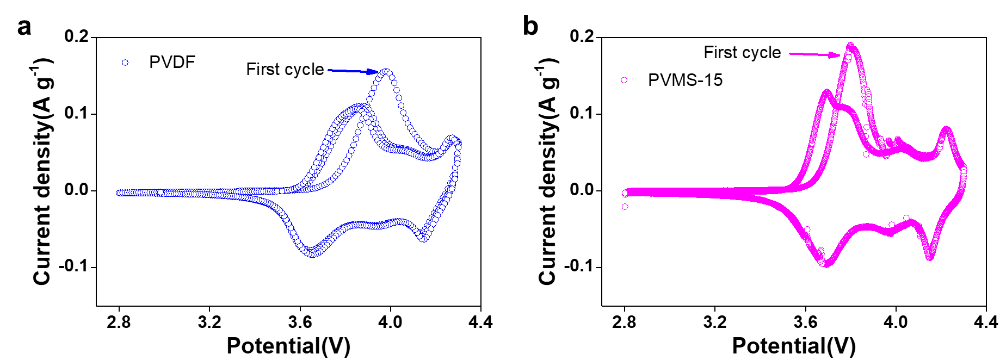 a
0.2
PVDF
First cycle
0.1
0.0
-0.1
Current density(A g⁻¹)
2.8 3.2 3.6 4.0 4.4
Potential(V)
b
0.2
First cycle
PVMS-15
0.1
0.0
-0.1
Current density(A g⁻¹)
2.8 3.2 3.6 4.0 4.4
Potential(V)